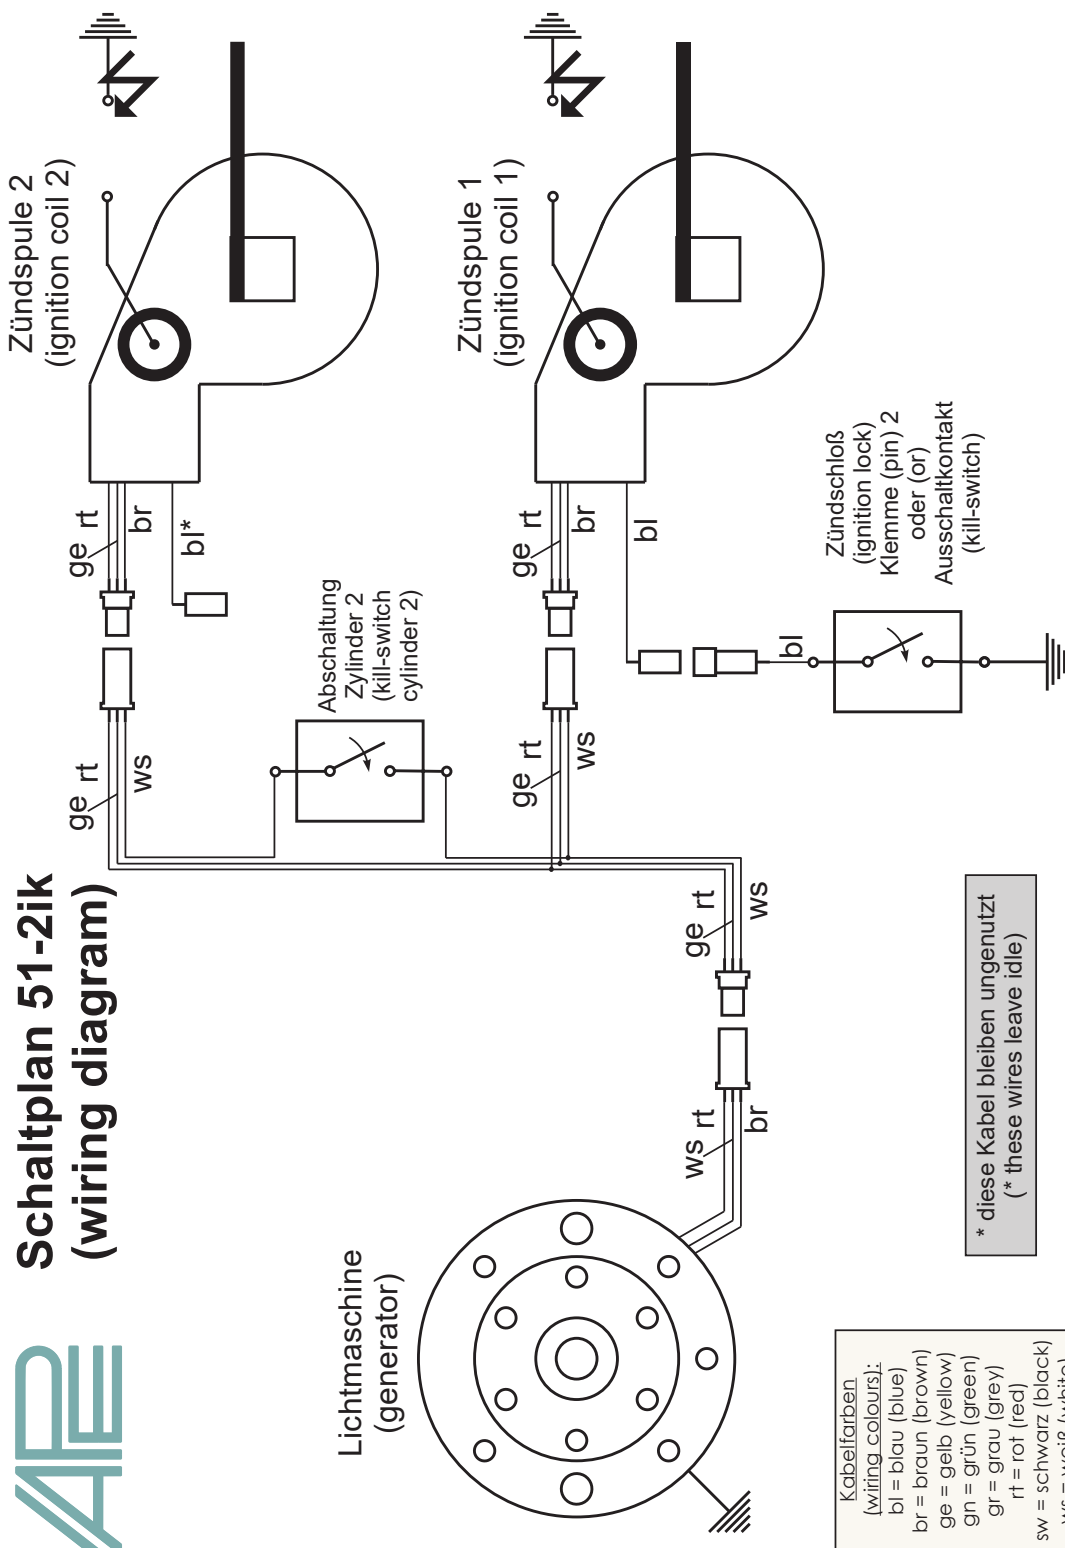 APE
Schaltplan 51-2ik
(wiring diagram)
Zündspule 2
(ignition coil 2)
Zündspule 1
(ignition coil 1)
ge rt
br
bl*
ge rt
br
bl
Abschaltung
Zylinder 2
(kill-switch
cylinder 2)
ge rt
ws
ge rt
ws
bl
Zündschloß
(ignition lock)
Klemme (pin) 2
oder (or)
Ausschaltkontakt
(kill-switch)
ge rt
ws
ws rt
br
Lichtmaschine
(generator)
* diese Kabel bleiben ungenutzt
(* these wires leave idle)
Kabelfarben
(wiring colours):
bl = blau (blue)
br = braun (brown)
ge = gelb (yellow)
gn = grün (green)
gr = grau (grey)
rt = rot (red)
sw = schwarz (black)
ws = weiß (white)